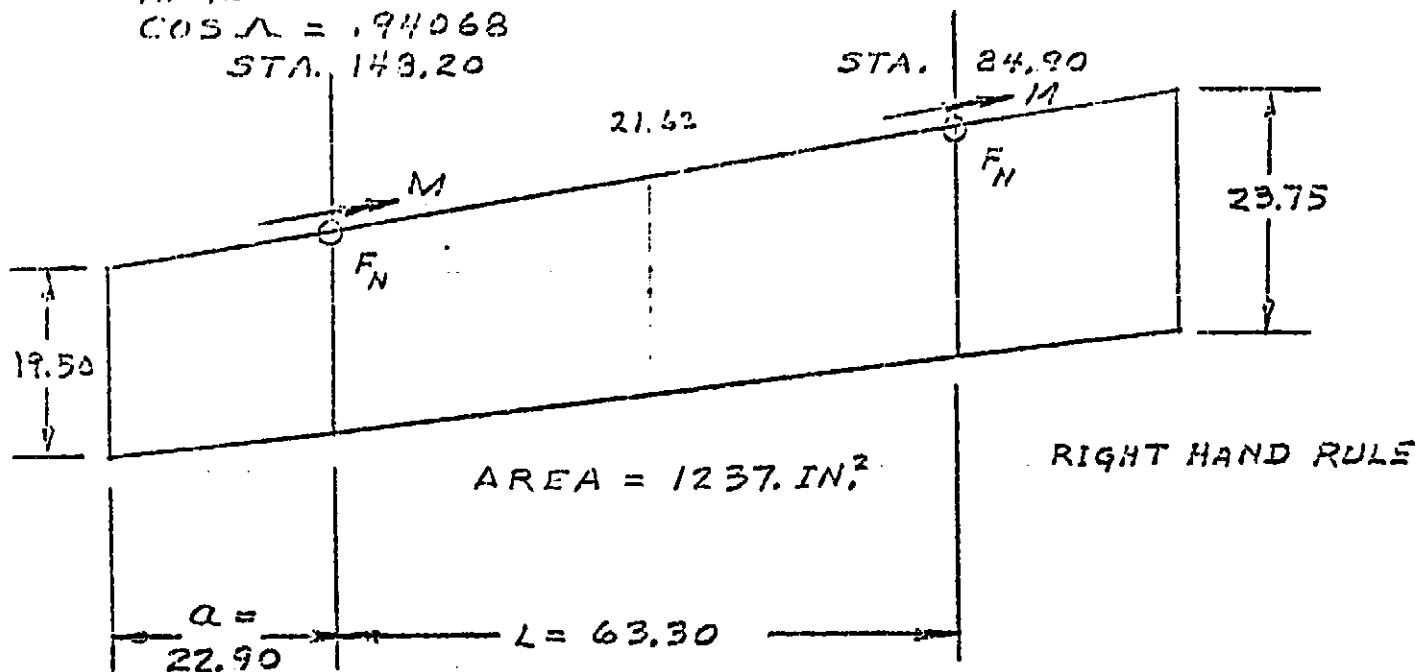 COS Λ = .94068
STA. 143.20
STA. 84.90
M
21.62
M
F_N
F_N
23.75
19.50
AREA = 1237. IN.²
RIGHT HAND RULE
a =
22.90
L = 63.30